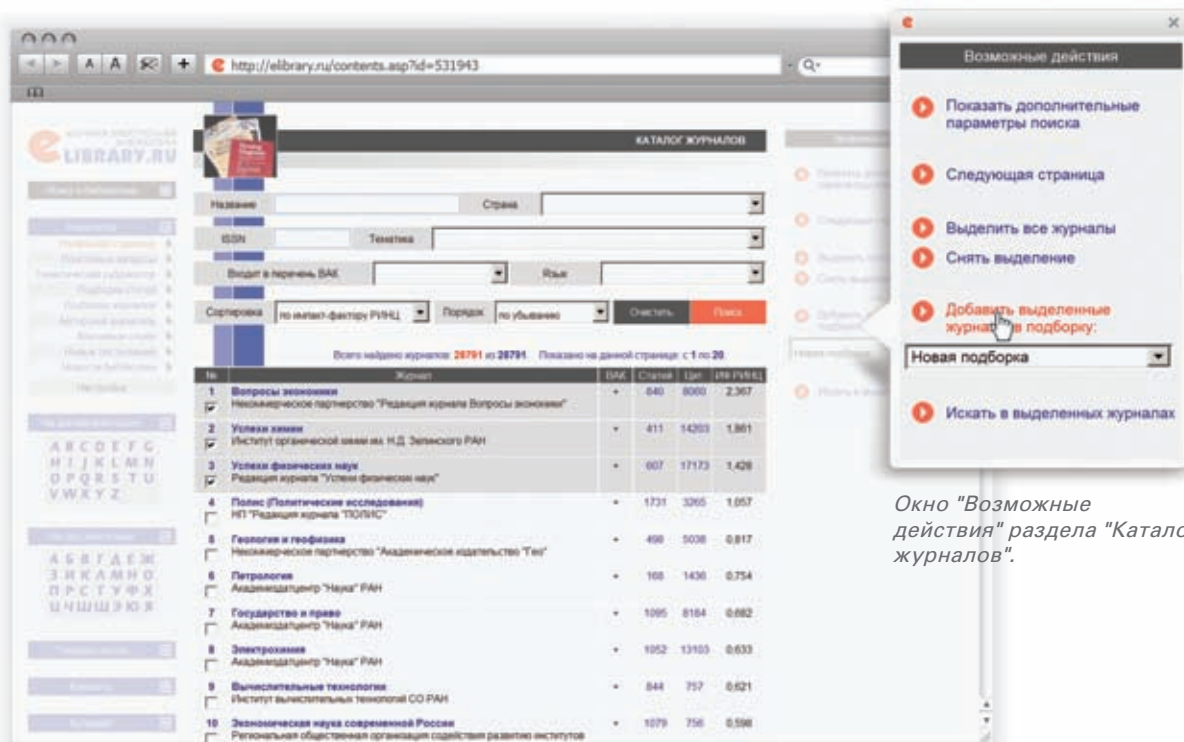 http://elibrary.ru/contents.asp?id=531943
Q
A A
LIBRARY.RU
КАТАЛОГ ЖУРНАЛОВ
Название Страна
ISSN Тематика
Входит в перечень ВАК Язык
Сортировка по импакт-фактору РИНЦ Порядок по убыванию Очистить Поиск
Всего найдено журналов: 28791 из 28791. Показано на данной странице: с 1 по 20.
№ Журнал ВАК Статей Цит. ИФ РИНЦ
1 Вопросы экономики + 840 8060 2,367
Некоммерческое партнерство "Редакция журнала Вопросы экономики"
2 Успехи химии + 411 14203 1,861
Институт органической химии им. Н.Д. Зелинского РАН
3 Успехи физических наук + 607 17173 1,428
Редакция журнала "Успехи физических наук"
4 Полис (Политические исследования) + 1731 3265 1,057
НП "Редакция журнала "ПОЛИС"
5 Геология и геофизика + 498 5038 0,817
Некоммерческое партнерство "Академическое издательство "Гео"
6 Петрология + 168 1436 0,754
Академиздатцентр "Наука" РАН
7 Государство и право + 1095 8184 0,682
Академиздатцентр "Наука" РАН
8 Электрохимия + 1052 13103 0,633
Академиздатцентр "Наука" РАН
9 Вычислительные технологии + 844 757 0,621
Институт вычислительных технологий СО РАН
10 Экономическая наука современной России + 1079 756 0,598
Региональная общественная организация содействия развитию институтов
A B C D E F G
H I J K L M N
O P Q R S T U
V W X Y Z
А Б В Г Д Е Ж
З И К Л М Н О
П Р С Т У Ф Х
Ц Ч Ш Щ Э Ю Я
Возможные действия
Показать дополнительные
параметры поиска
Следующая страница
Выделить все журналы
Снять выделение
Добавить выделенные
журналы в подборку:
Новая подборка
Искать в выделенных журналах
Окно "Возможные
действия" раздела "Катало
журналов".